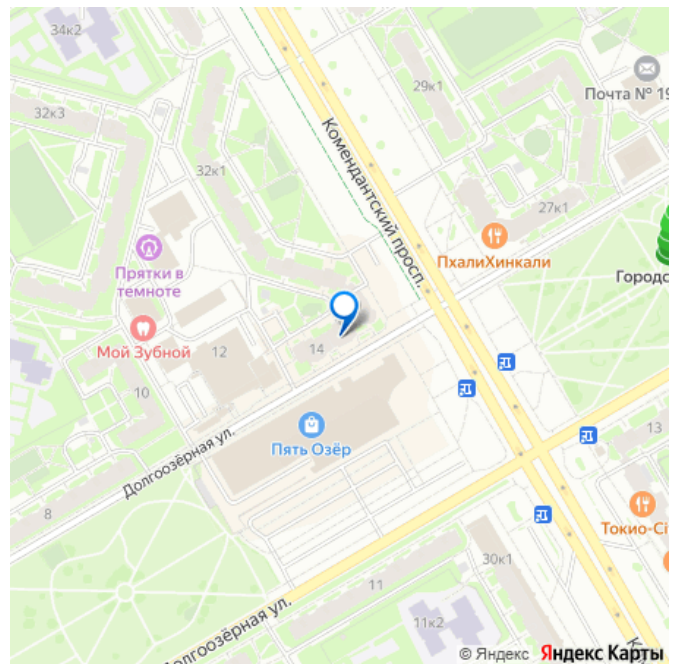 34к2
29к1
Почта № 19
32к3
Комендантский просп.
32к1
27к1
ПхалиХинкали
Прятки в
темноте
Городс
Мой Зубной
12
14
10
13
Пять Озёр
Долгоозёрная ул.
8
Токио-Ci
30к1
11
11к2
Долгоозёрная ул.
К
© Яндекс Яндекс Карты